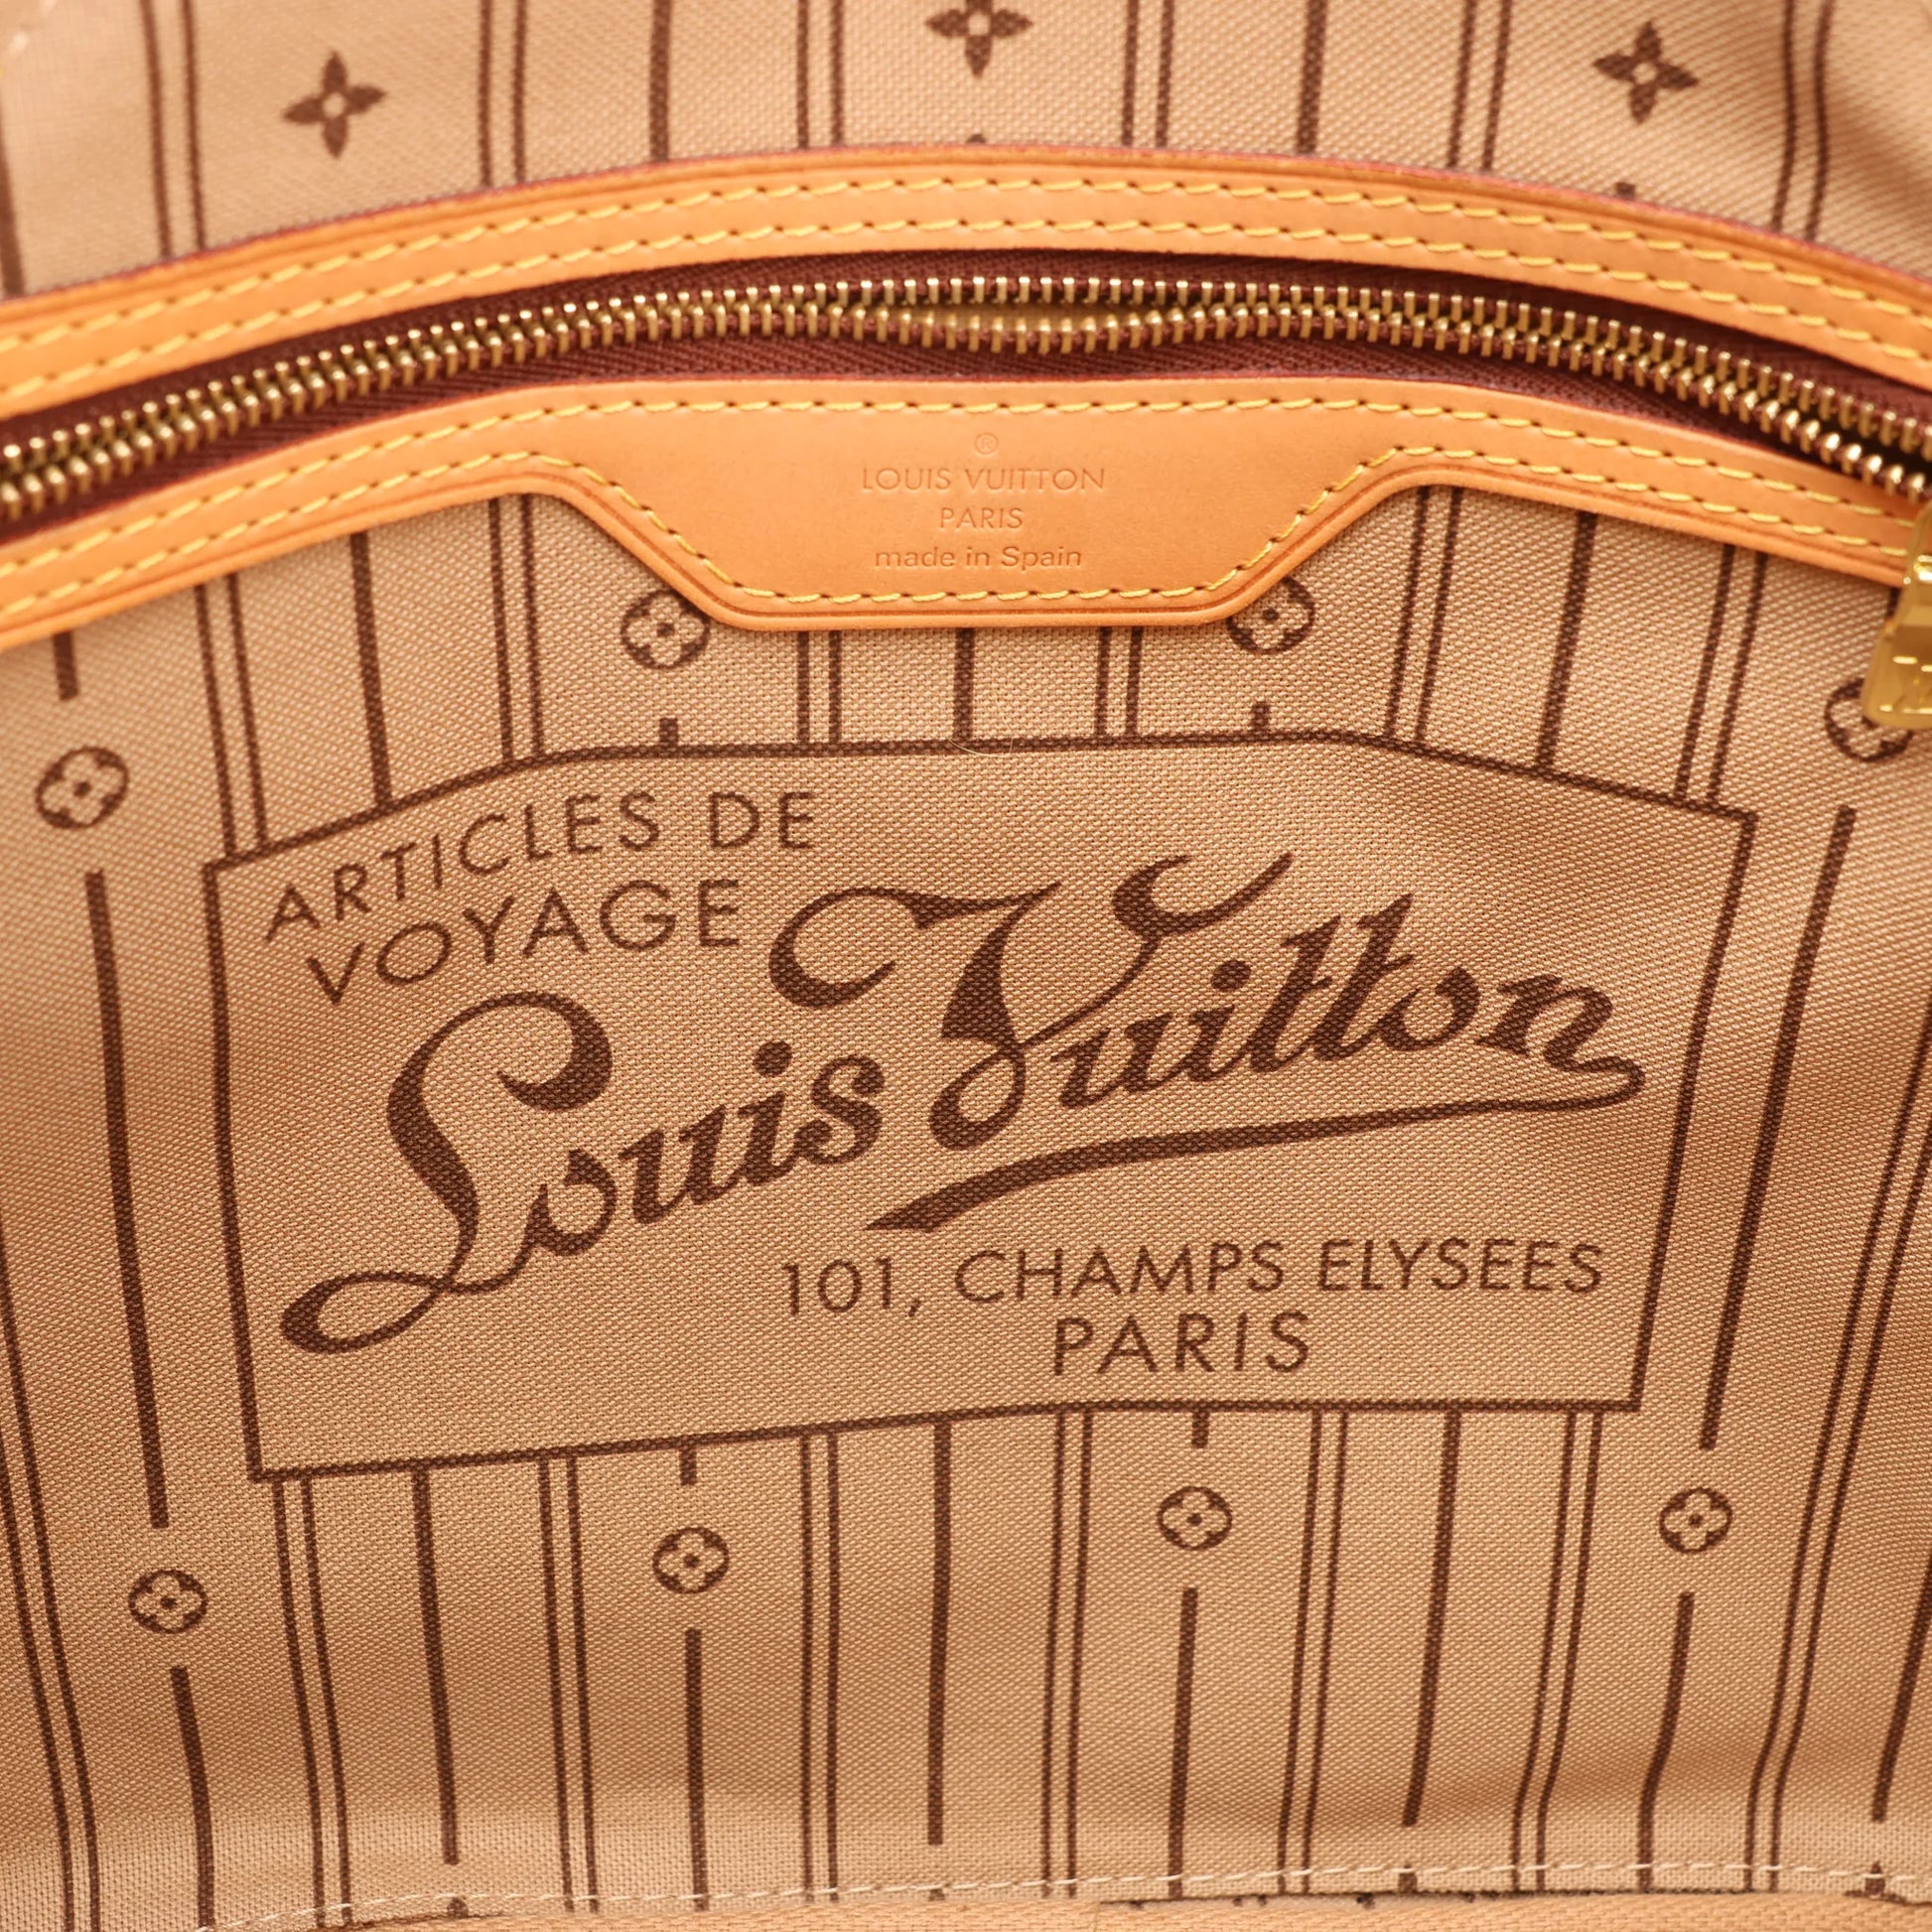 ®
LOUIS VUITTON
PARIS
made in Spain
ARTICLES DE
VOYAGE
Louis Vuitton
101, CHAMPS ELYSEES
PARIS